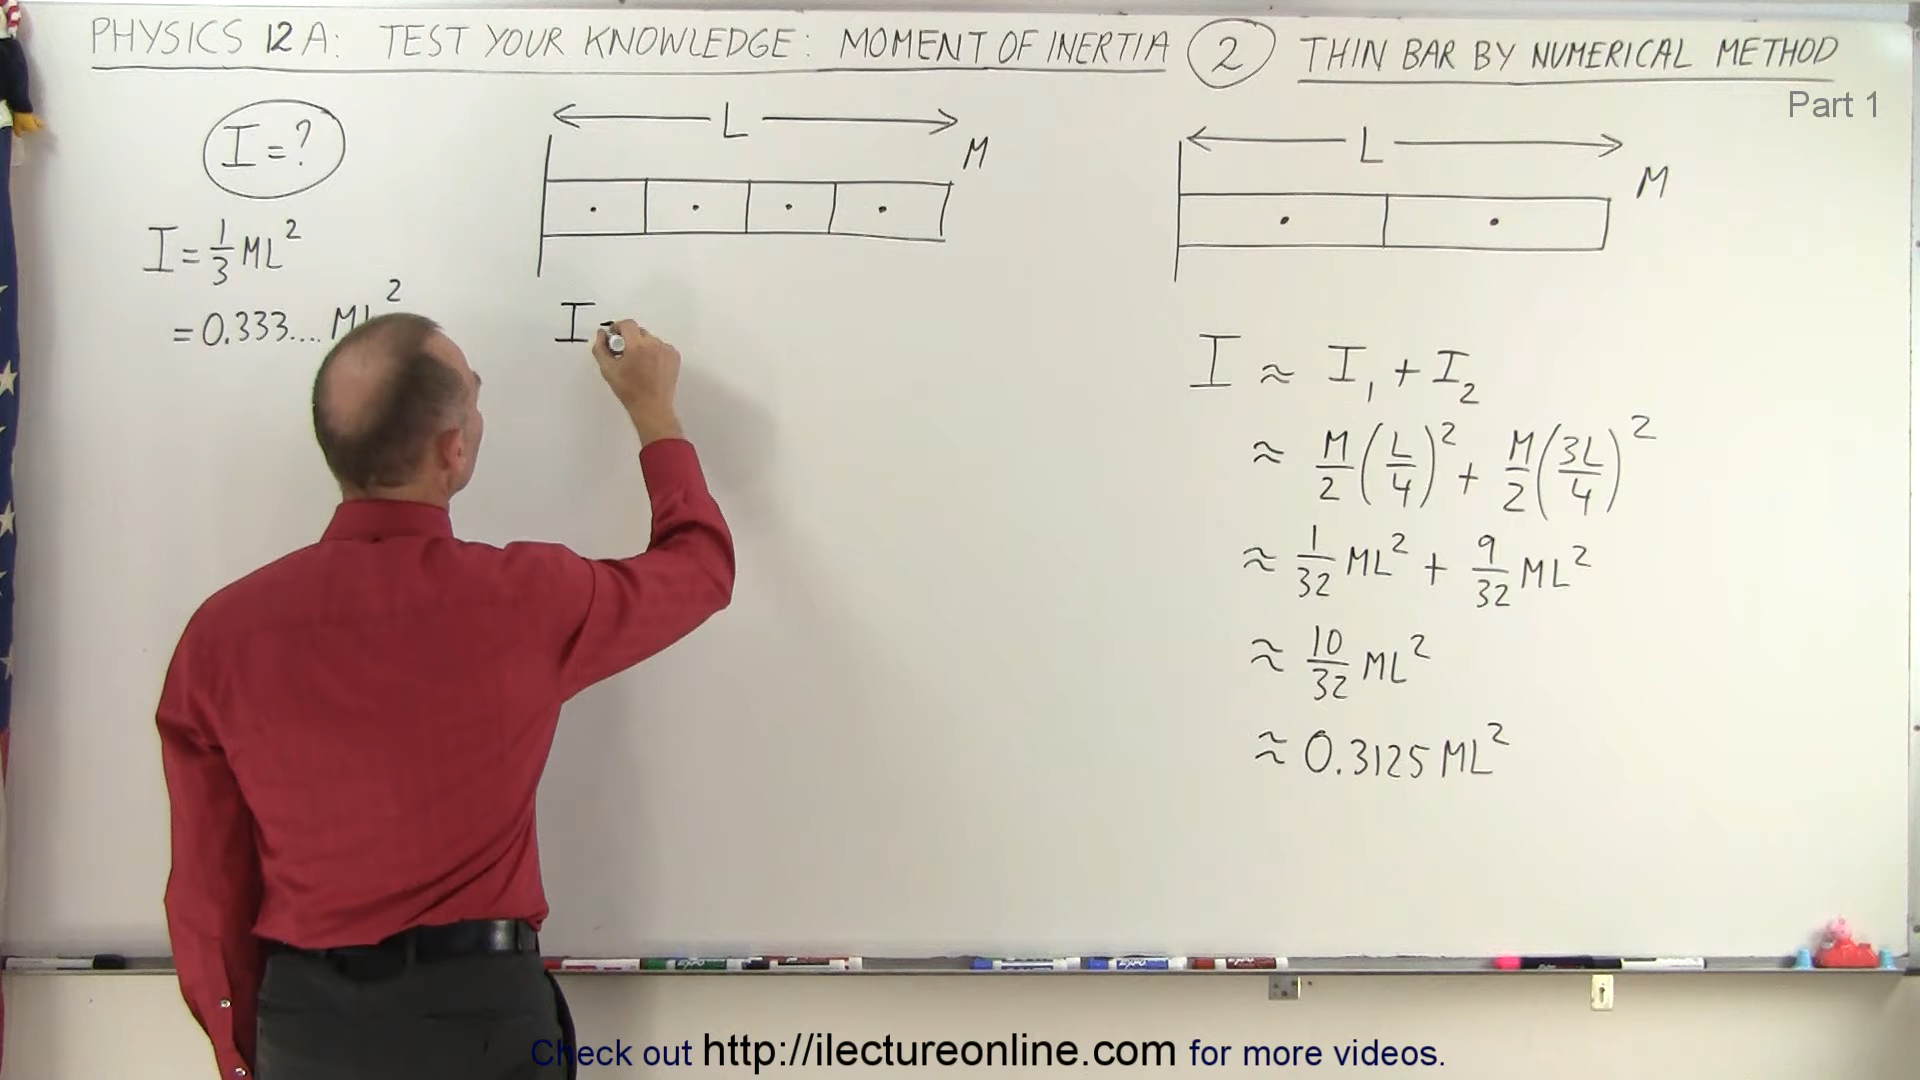 PHYSICS 12A: TEST YOUR KNOWLEDGE: MOMENT OF INERTIA 2 THIN BAR BY NUMERICAL METHOD
Part 1
I = ?
I = 1/3 ML²
= 0.333.... ML²
L
M
I =
L
M
I ≈ I₁ + I₂
≈ M/2 (L/4)² + M/2 (3L/4)²
≈ 1/32 ML² + 9/32 ML²
≈ 10/32 ML²
≈ 0.3125 ML²
Check out http://ilectureonline.com for more videos.